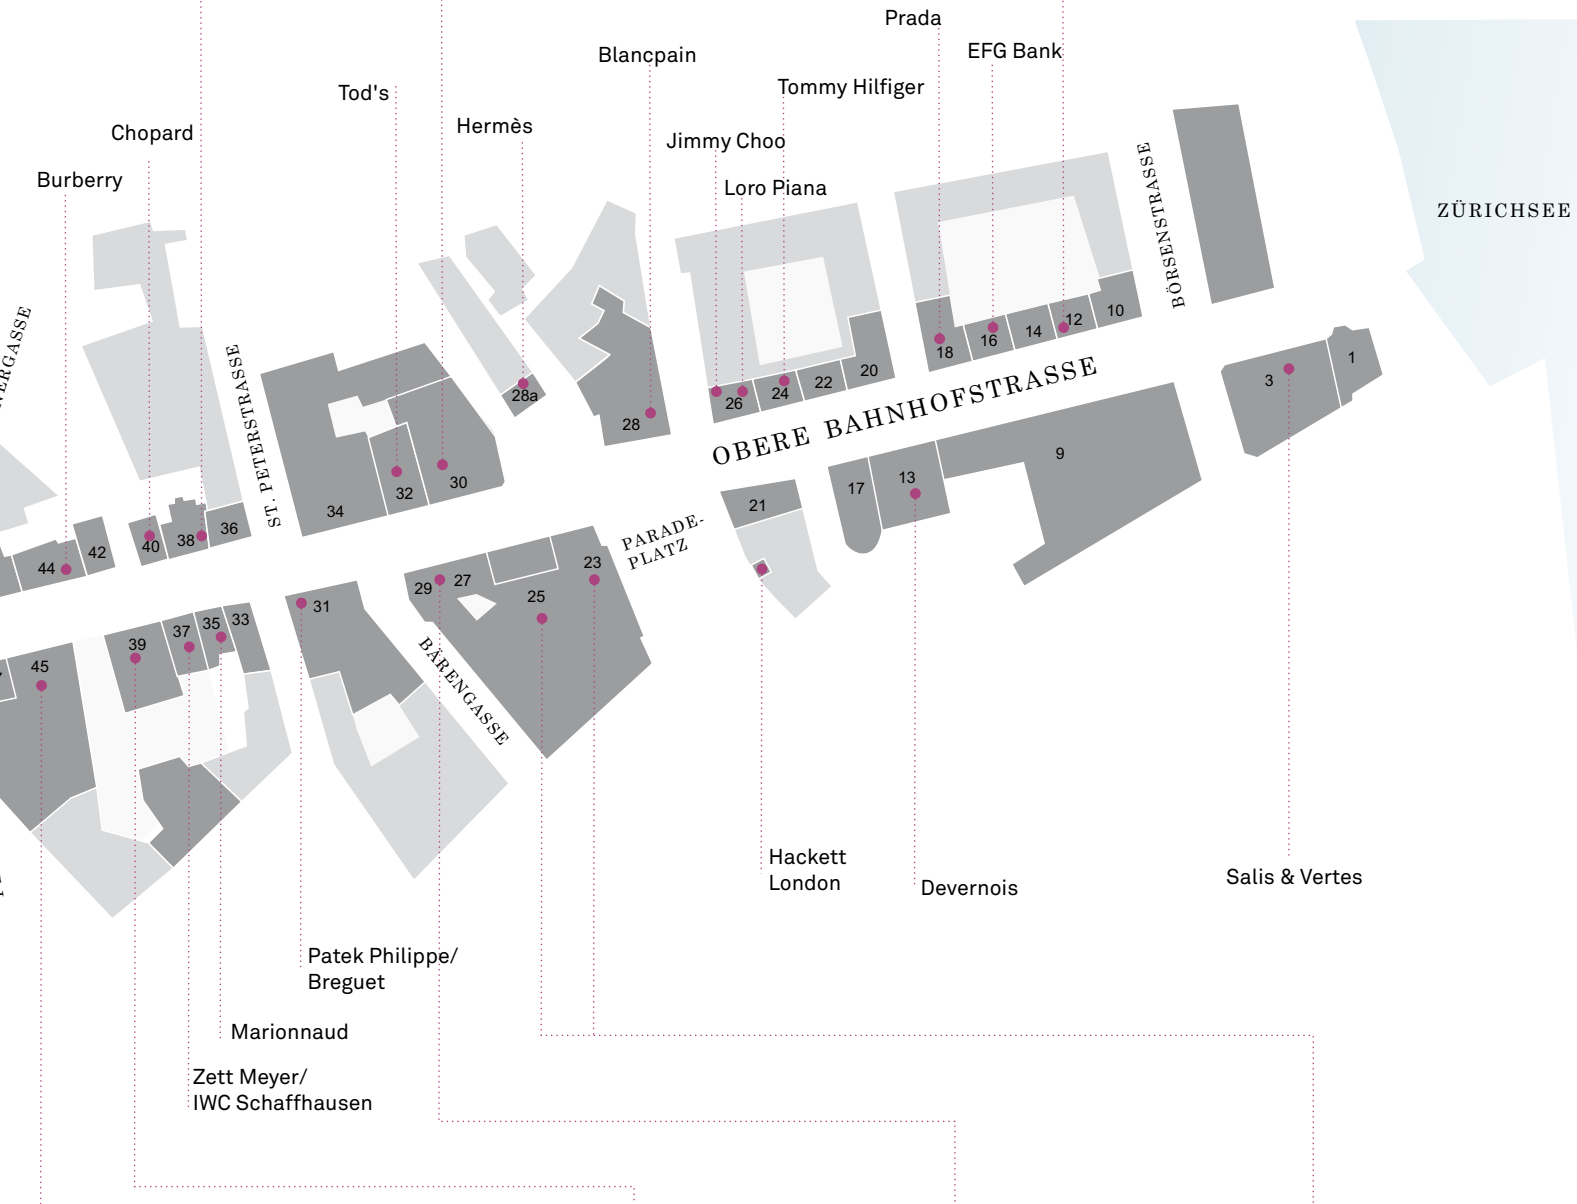 Prada
EFG Bank
Blancpain
Tommy Hilfiger
Tod's
Hermès
Chopard
Jimmy Choo
Loro Piana
Burberry
BÖRSENSTRASSE
ZÜRICHSEE
ST. PETERSTRASSE
10
12
14
16
18
20
22
24
26
28a
28
30
32
34
36
38
40
42
44
OBERE BAHNHOFSTRASSE
1
3
9
13
17
21
PARADE-
PLATZ
23
25
27
29
31
33
35
37
39
45
BÄRENGASSE
Hackett
London
Devernois
Salis & Vertes
Patek Philippe/
Breguet
Marionnaud
Zett Meyer/
IWC Schaffhausen